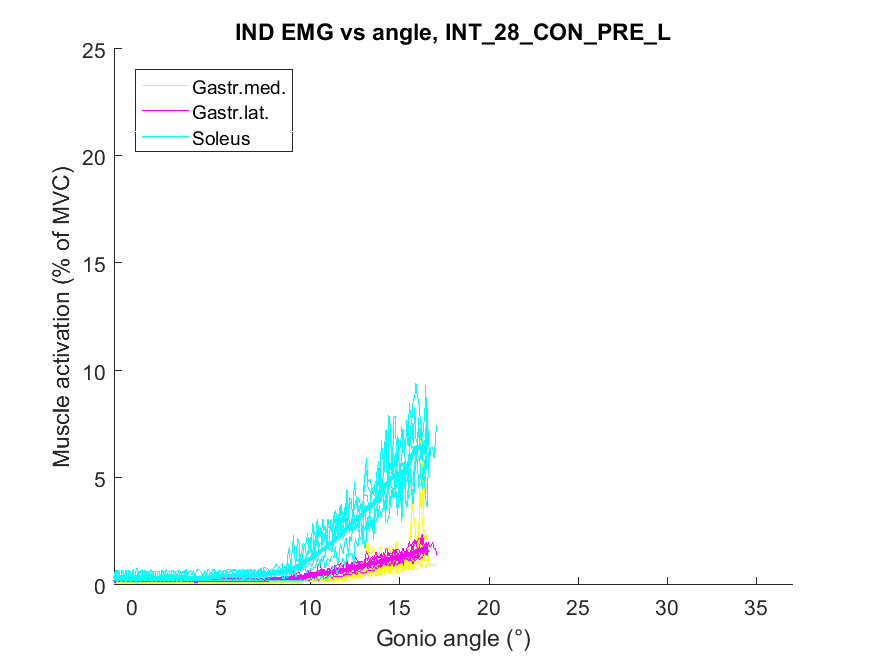 IND EMG vs angle, INT_28_CON_PRE_L
25
20
15
10
5
0
Muscle activation (% of MVC)
Gastr.med.
Gastr.lat.
Soleus
0 5 10 15 20 25 30 35
Gonio angle (°)